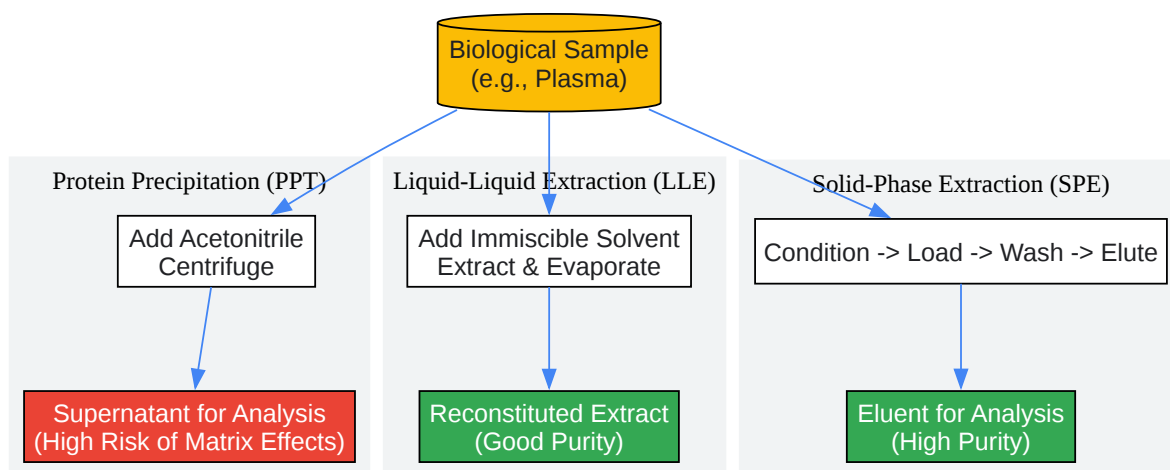 Biological Sample
(e.g., Plasma)
Protein Precipitation (PPT)
Add Acetonitrile
Centrifuge
Supernatant for Analysis
(High Risk of Matrix Effects)
Liquid-Liquid Extraction (LLE)
Add Immiscible Solvent
Extract & Evaporate
Reconstituted Extract
(Good Purity)
Solid-Phase Extraction (SPE)
Condition -> Load -> Wash -> Elute
Eluent for Analysis
(High Purity)